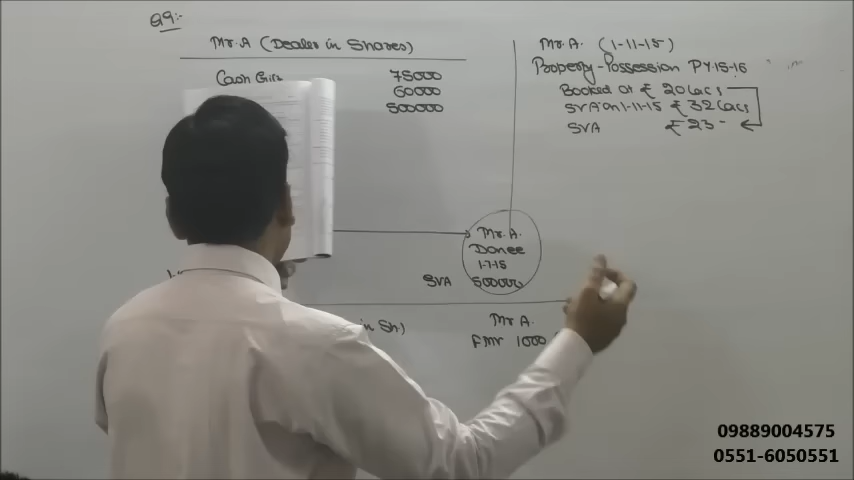 Q9:-
Mr. A (Dealer in Shares)
Cash Gift 75000
60000
500000
Mr. A. (1-11-15)
Property-Possession PY.15-16
Booked at ₹ 20 lacs
SVA on 1-11-15 ₹ 32 lacs
SVA ₹ 23
Mr. A.
Donee
1-7-15
SVA 500000
in Sh.)
Mr A.
FMV 1000
09889004575
0551-6050551